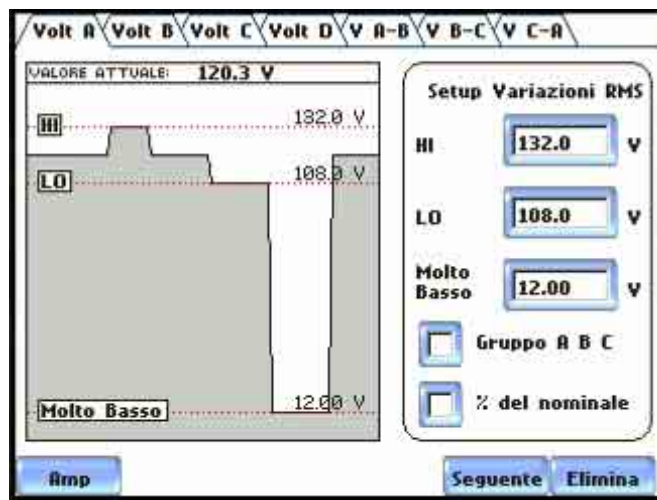 Volt A Volt B Volt C Volt D V A-B V B-C V C-A
VALORE ATTUALE: 120.3 V
HI 132.0 V
LO 108.0 V
Molto Basso 12.00 V
Setup Variazioni RMS
HI 132.0 V
LO 108.0 V
Molto
Basso 12.00 V
Gruppo A B C
% del nominale
Amp Seguente Elimina